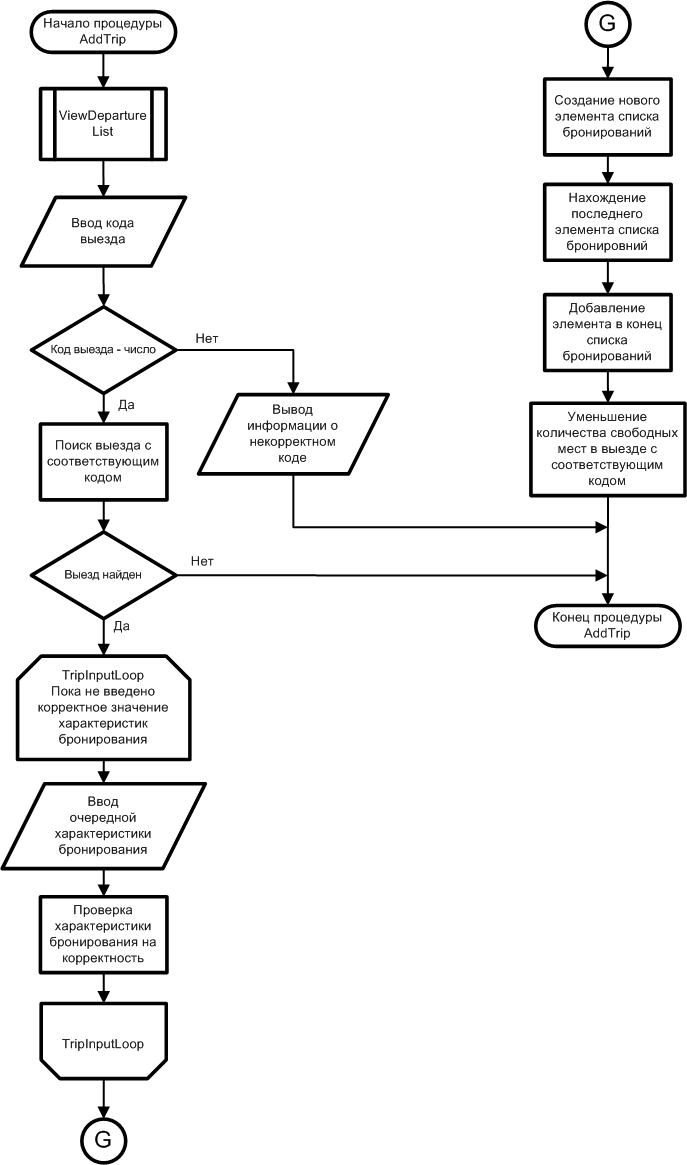 Начало процедуры
AddTrip
ViewDeparture
List
Ввод кода
выезда
Код выезда - число
Нет
Да
Вывод
информации о
некорректном
коде
Поиск выезда с
соответствующим
кодом
Выезд найден
Нет
Да
TripInputLoop
Пока не введено
корректное значение
характеристик
бронирования
Ввод
очередной
характеристики
бронирования
Проверка
характеристики
бронирования на
корректность
TripInputLoop
G
G
Создание нового
элемента списка
бронирований
Нахождение
последнего
элемента списка
бронировний
Добавление
элемента в конец
списка
бронирований
Уменьшение
количества свободных
мест в выезде с
соответствующим
кодом
Конец процедуры
AddTrip